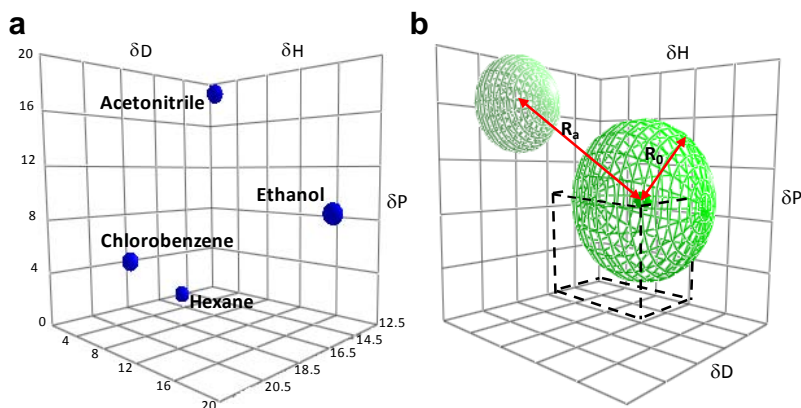 a
20
16
12
8
4
0
δD
δH
δP
Acetonitrile
Ethanol
Chlorobenzene
Hexane
4
8
12
16
20
20.5
18.5
16.5
14.5
12.5
b
δH
δP
δD
Ra
R0